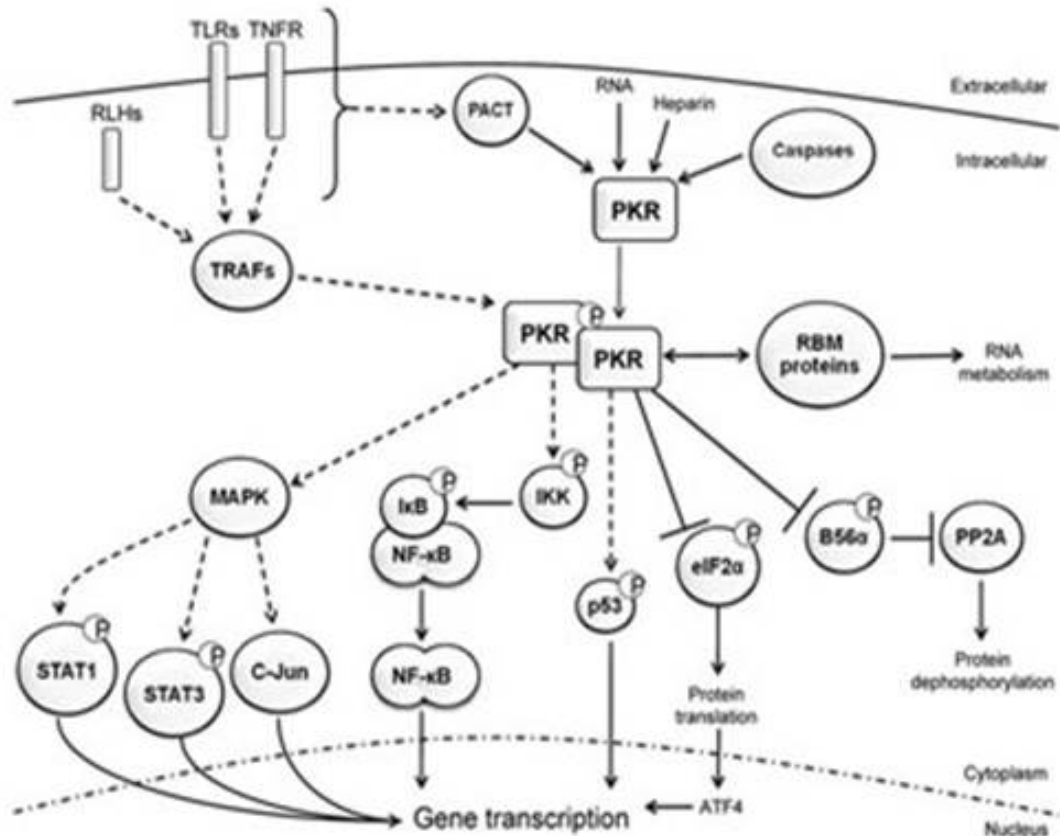 TLRs TNFR
RLHs
PACT
RNA
Heparin
Caspases
Extracellular
Intracellular
PKR
TRAFs
PKR P
PKR
RBM
proteins
RNA
metabolism
MAPK
P
IκB
NF-κB
P
IKK
P
p53
P
eIF2α
P
B56α
PP2A
P
STAT1
P
STAT3
C-Jun
NF-κB
Protein
translation
Protein
dephosphorylation
Cytoplasm
Gene transcription
ATF4
Nucleus